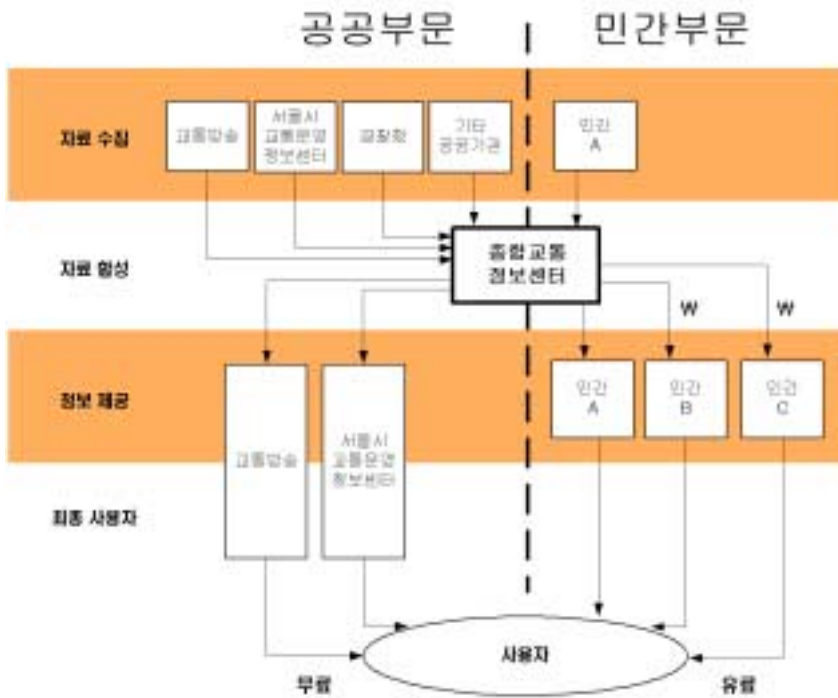 공공부문
민간부문
자료 수집
교통방송
서울시
교통운영
정보센터
경찰청
기타
공공기관
민간
A
종합교통
정보센터
자료 합성
₩
₩
정보 제공
교통방송
서울시
교통운영
정보센터
민간
A
민간
B
민간
C
최종 사용자
사용자
무료
유료